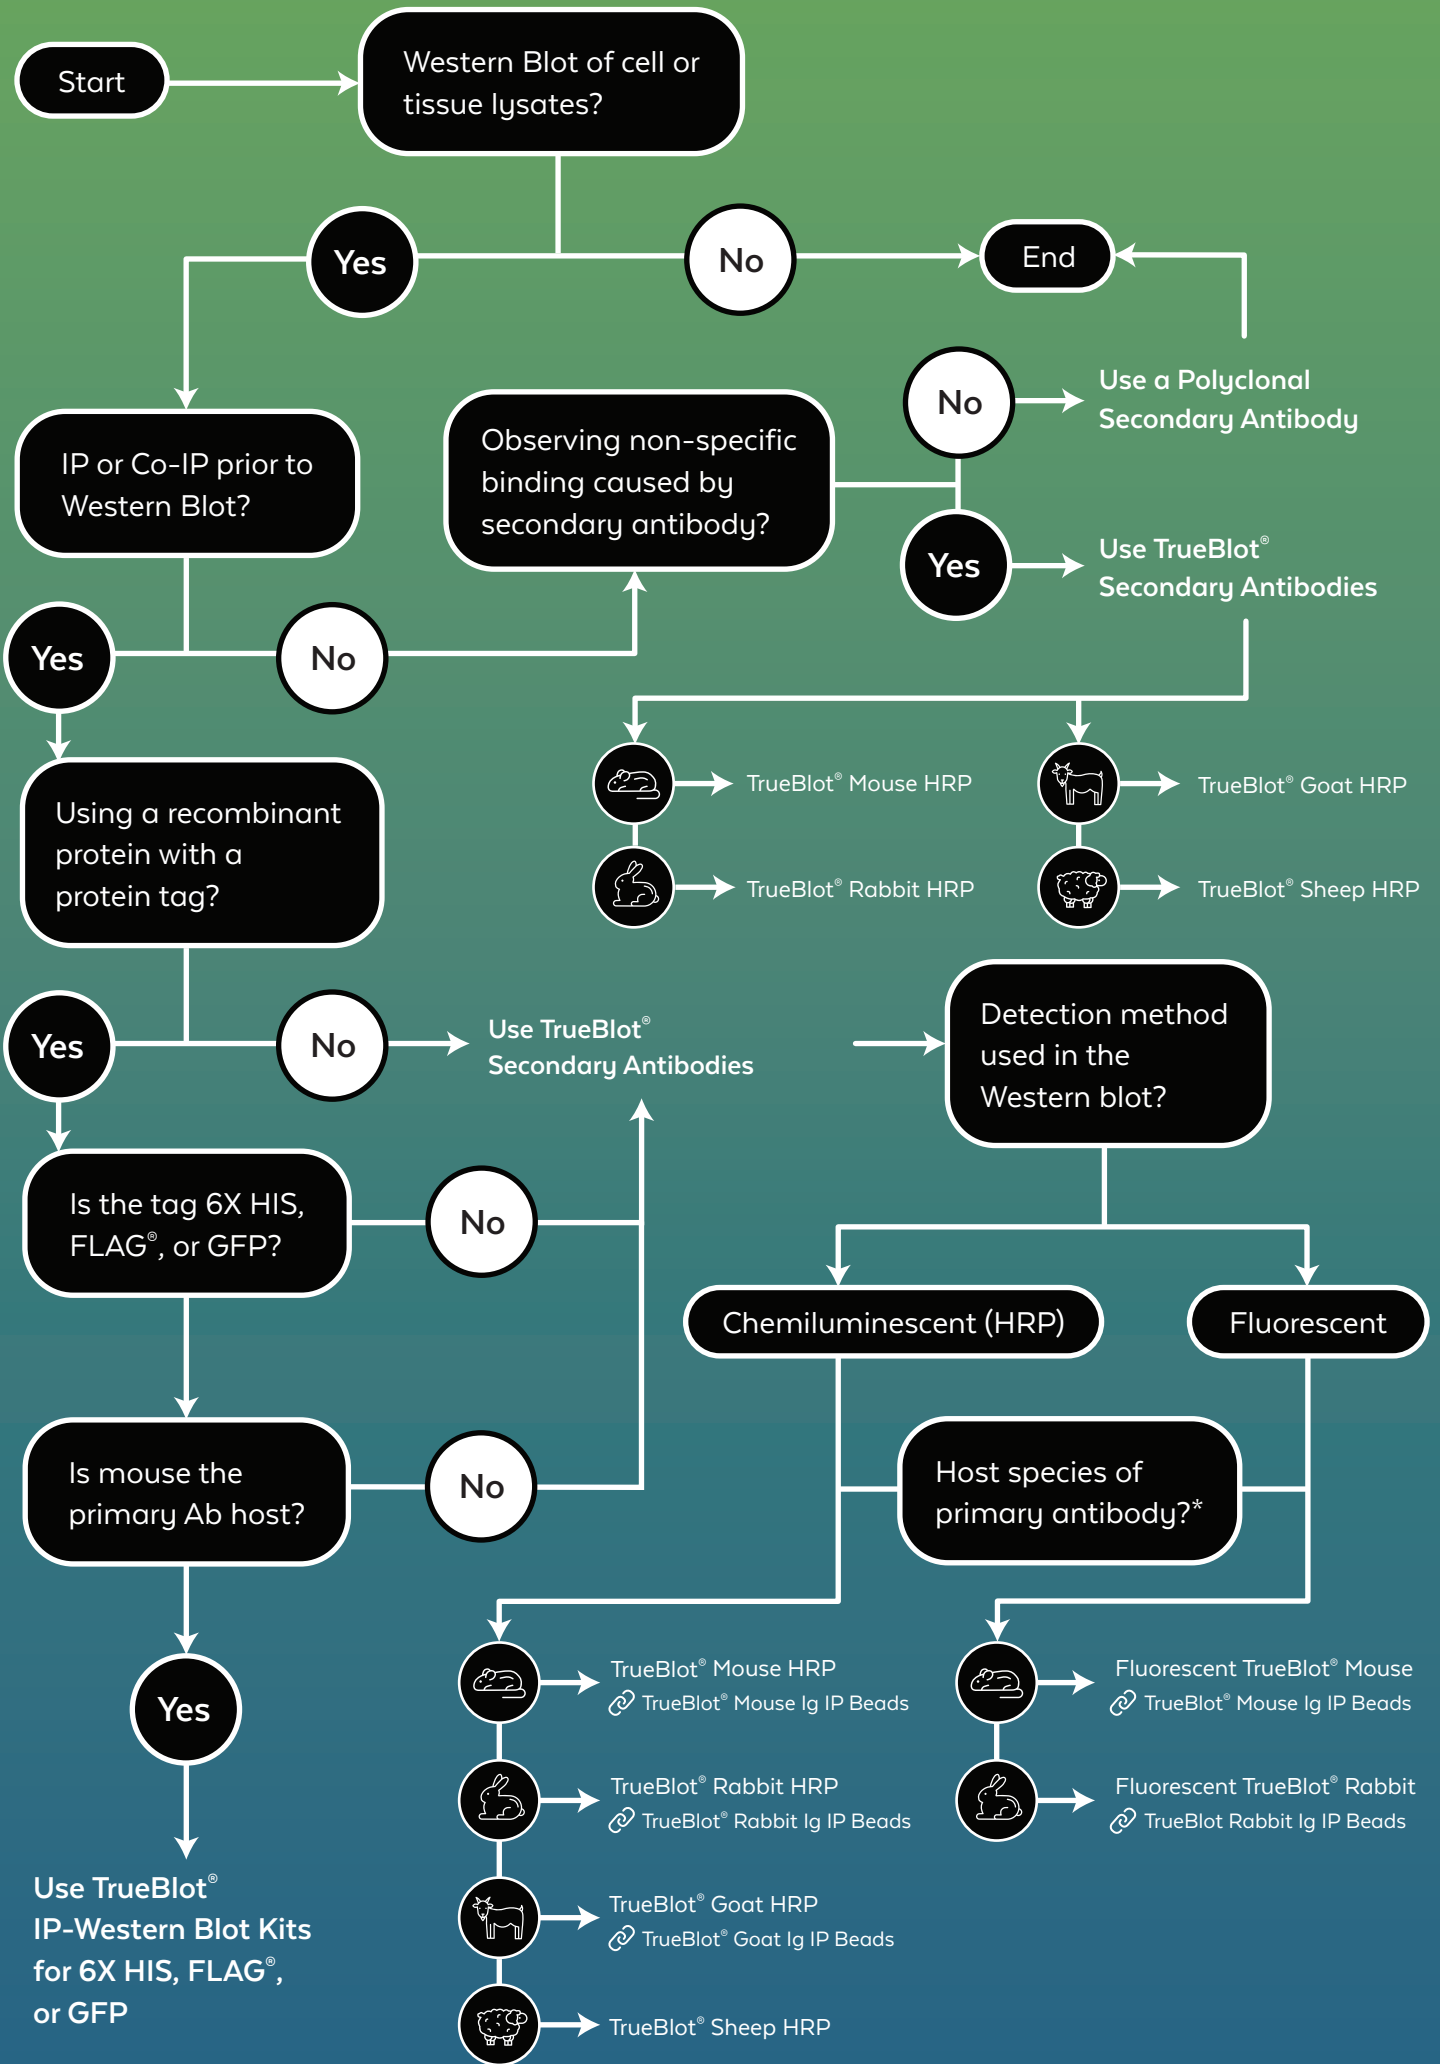 Start
Western Blot of cell or
tissue lysates?
Yes
No
End
IP or Co-IP prior to
Western Blot?
Observing non-specific
binding caused by
secondary antibody?
No
Use a Polyclonal
Secondary Antibody
Yes
Use TrueBlot®
Secondary Antibodies
Yes
No
TrueBlot® Mouse HRP
TrueBlot® Goat HRP
TrueBlot® Rabbit HRP
TrueBlot® Sheep HRP
Using a recombinant
protein with a
protein tag?
Yes
No
Use TrueBlot®
Secondary Antibodies
Detection method
used in the
Western blot?
Is the tag 6X HIS,
FLAG®, or GFP?
No
Chemiluminescent (HRP)
Fluorescent
Is mouse the
primary Ab host?
No
Host species of
primary antibody?*
Yes
Use TrueBlot®
IP-Western Blot Kits
for 6X HIS, FLAG®,
or GFP
TrueBlot® Mouse HRP
TrueBlot® Mouse Ig IP Beads
TrueBlot® Rabbit HRP
TrueBlot® Rabbit Ig IP Beads
TrueBlot® Goat HRP
TrueBlot® Goat Ig IP Beads
TrueBlot® Sheep HRP
Fluorescent TrueBlot® Mouse
TrueBlot® Mouse Ig IP Beads
Fluorescent TrueBlot® Rabbit
TrueBlot Rabbit Ig IP Beads